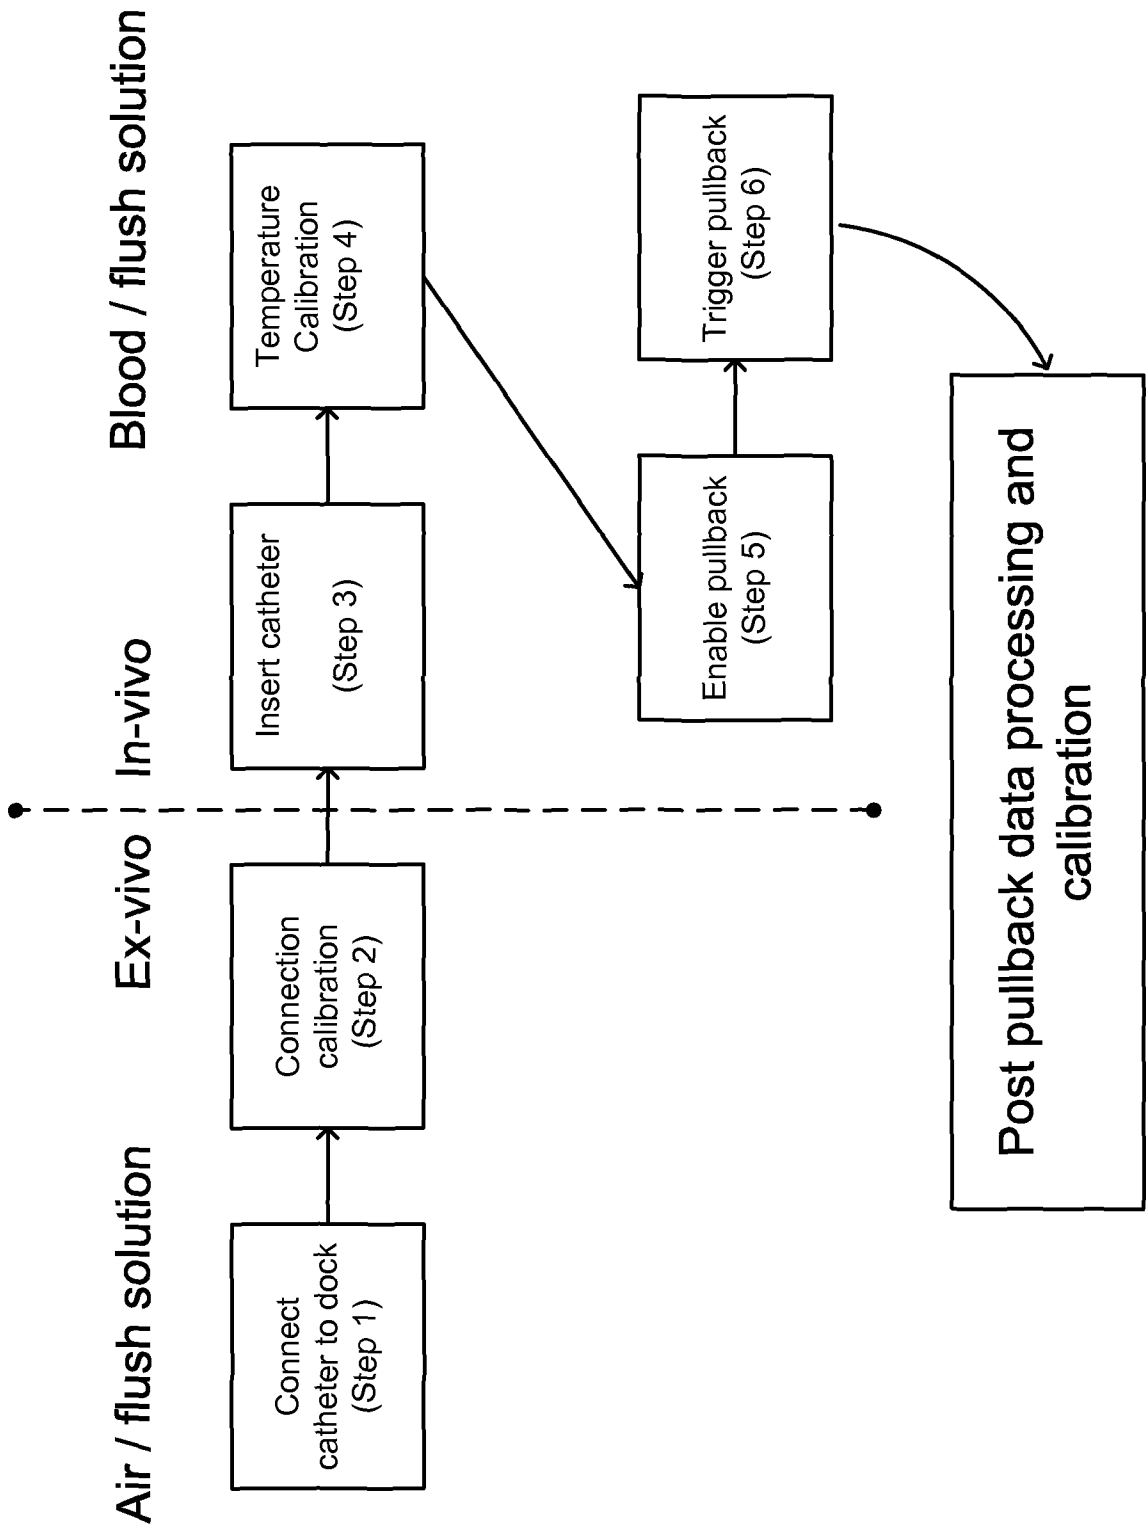 Air / flush solution
Ex-vivo
In-vivo
Blood / flush solution
Connect
catheter to dock
(Step 1)
Connection
calibration
(Step 2)
Insert catheter
(Step 3)
Temperature
Calibration
(Step 4)
Enable pullback
(Step 5)
Trigger pullback
(Step 6)
Post pullback data processing and
calibration